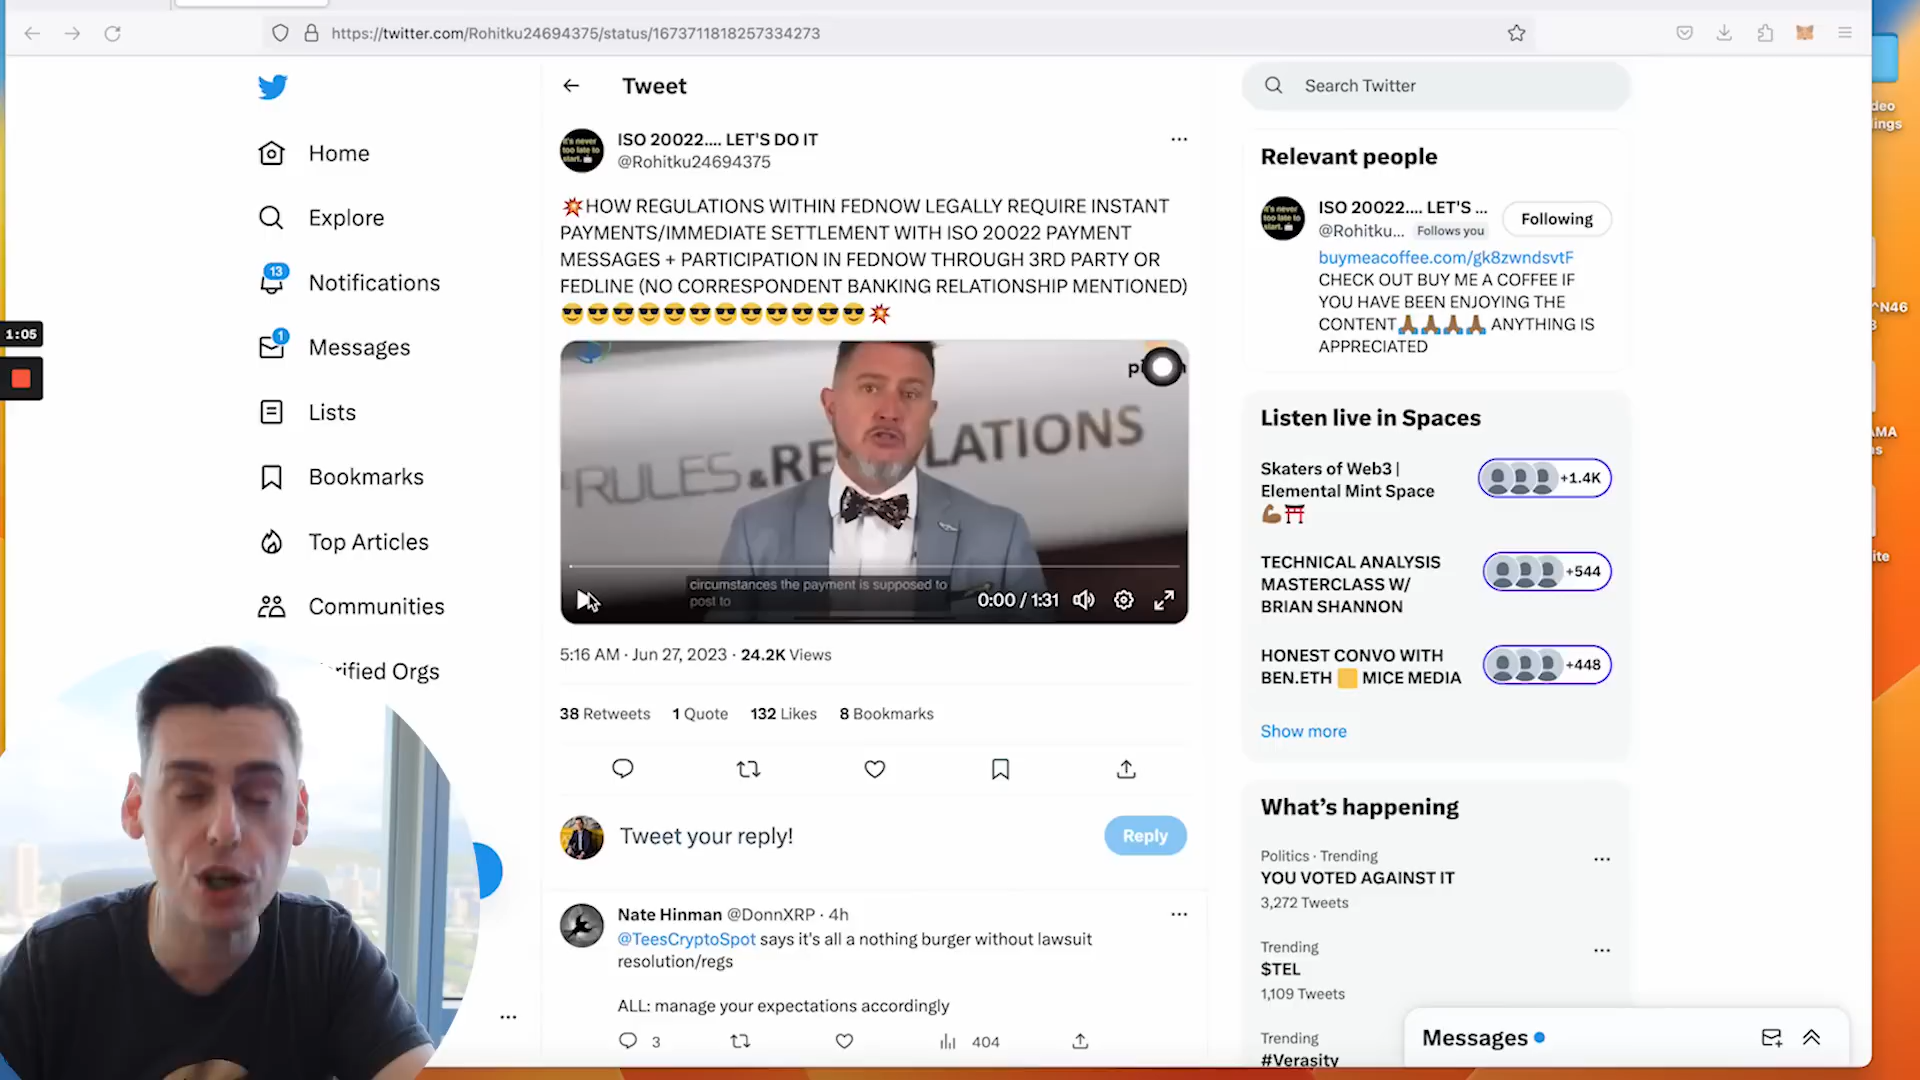 https://twitter.com/Rohitku24694375/status/1673711818257334273
Home
Explore
13
Notifications
1
Messages
Lists
Bookmarks
Top Articles
Communities
rified Orgs
1:05
Tweet
ISO 20022.... LET'S DO IT
@Rohitku24694375
💥HOW REGULATIONS WITHIN FEDNOW LEGALLY REQUIRE INSTANT
PAYMENTS/IMMEDIATE SETTLEMENT WITH ISO 20022 PAYMENT
MESSAGES + PARTICIPATION IN FEDNOW THROUGH 3RD PARTY OR
FEDLINE (NO CORRESPONDENT BANKING RELATIONSHIP MENTIONED)
😎😎😎😎😎😎😎😎😎😎😎😎💥
RULES & REGULATIONS
circumstances the payment is supposed to
post to
0:00 / 1:31
5:16 AM · Jun 27, 2023 · 24.2K Views
38 Retweets 1 Quote 132 Likes 8 Bookmarks
Tweet your reply!
Reply
Nate Hinman @DonnXRP · 4h
@TeesCryptoSpot says it's all a nothing burger without lawsuit
resolution/regs
ALL: manage your expectations accordingly
3
404
Search Twitter
Relevant people
ISO 20022.... LET'S ...
@Rohitku... Follows you
Following
buymeacoffee.com/gk8zwndsvtF
CHECK OUT BUY ME A COFFEE IF
YOU HAVE BEEN ENJOYING THE
CONTENT🙏🏾🙏🏾🙏🏾🙏🏾 ANYTHING IS
APPRECIATED
Listen live in Spaces
Skaters of Web3 |
Elemental Mint Space
💪🏾⛩
+1.4K
TECHNICAL ANALYSIS
MASTERCLASS W/
BRIAN SHANNON
+544
HONEST CONVO WITH
BEN.ETH 🟨 MICE MEDIA
+448
Show more
What's happening
Politics · Trending
YOU VOTED AGAINST IT
3,272 Tweets
Trending
$TEL
1,109 Tweets
Trending
#Verasity
Messages